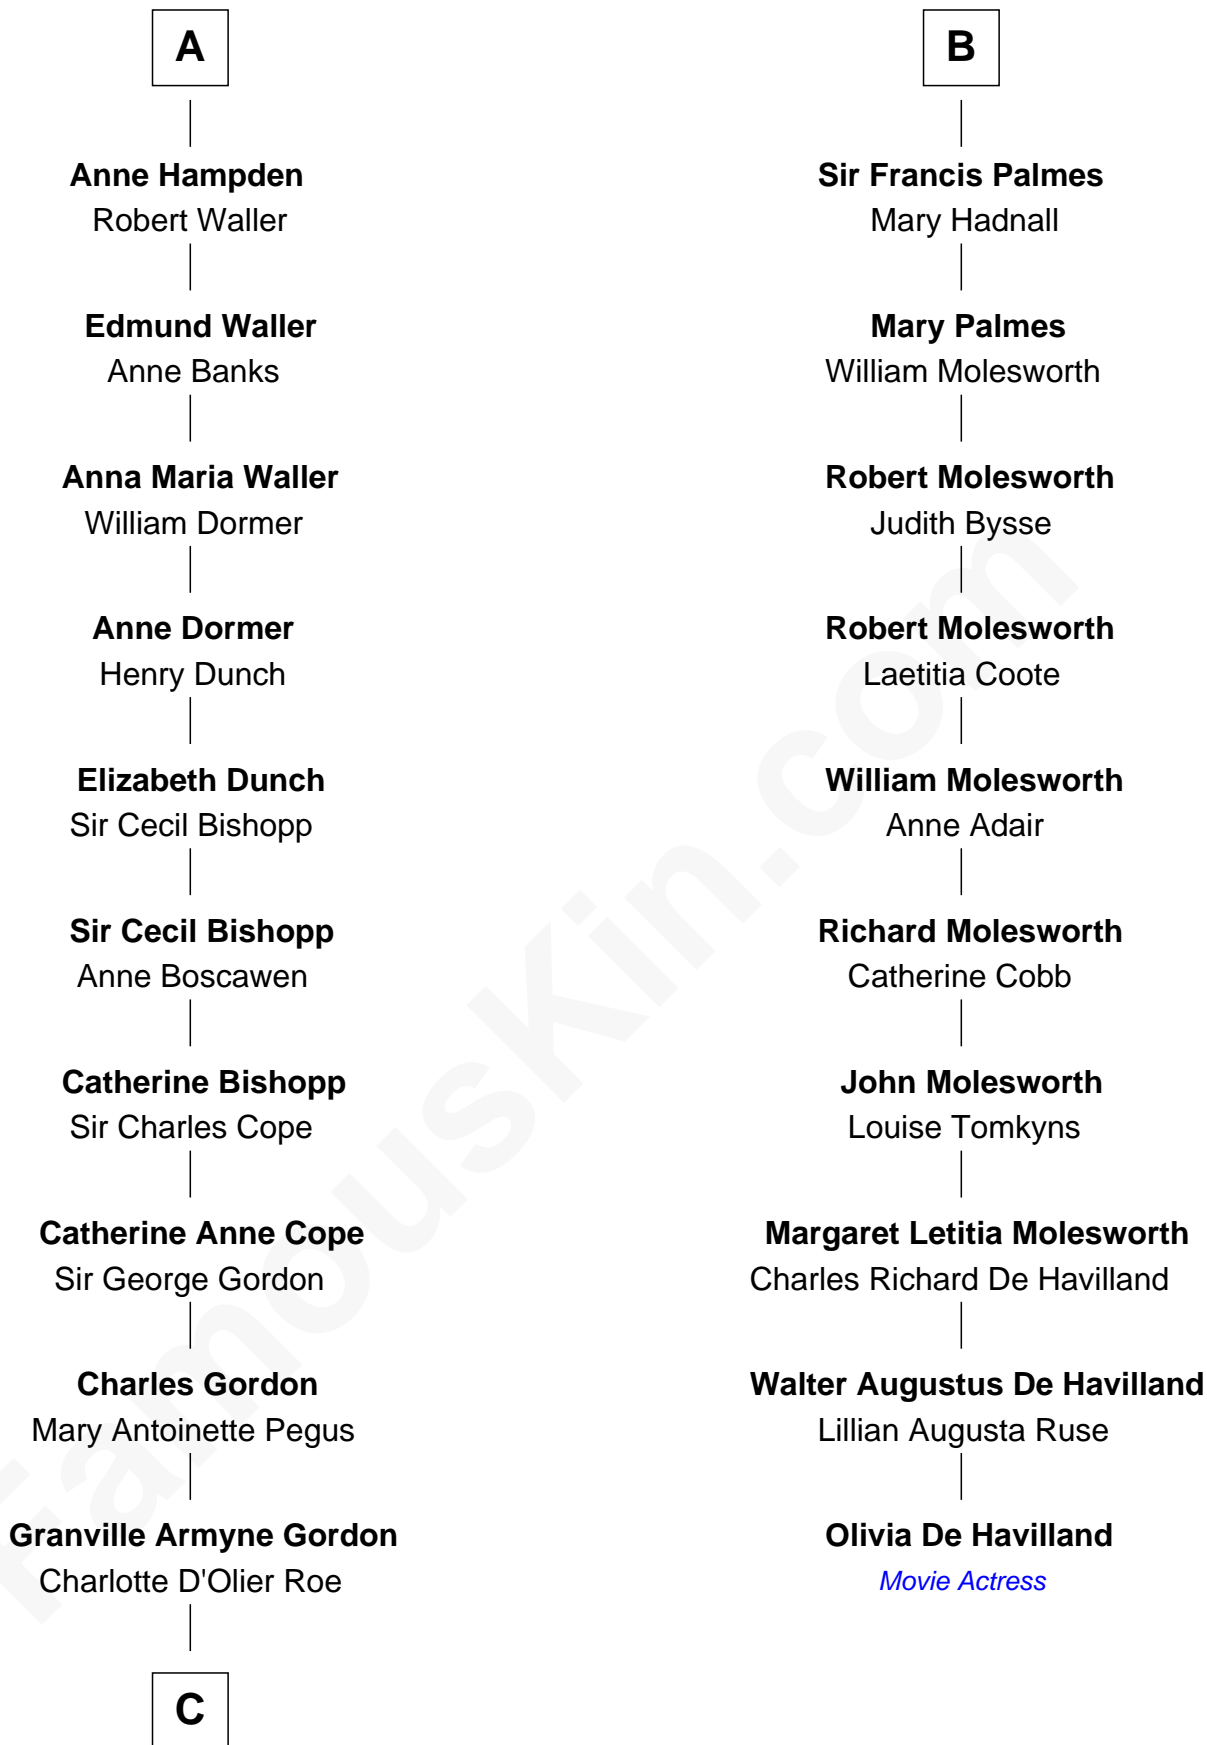 A
Anne Hampden
Robert Waller
Edmund Waller
Anne Banks
Anna Maria Waller
William Dormer
Anne Dormer
Henry Dunch
Elizabeth Dunch
Sir Cecil Bishopp
Sir Cecil Bishopp
Anne Boscawen
Catherine Bishopp
Sir Charles Cope
Catherine Anne Cope
Sir George Gordon
Charles Gordon
Mary Antoinette Pegus
Granville Armyne Gordon
Charlotte D'Olier Roe
C
B
Sir Francis Palmes
Mary Hadnall
Mary Palmes
William Molesworth
Robert Molesworth
Judith Bysse
Robert Molesworth
Laetitia Coote
William Molesworth
Anne Adair
Richard Molesworth
Catherine Cobb
John Molesworth
Louise Tomkyns
Margaret Letitia Molesworth
Charles Richard De Havilland
Walter Augustus De Havilland
Lillian Augusta Ruse
Olivia De Havilland
Movie Actress
FamousKin.com